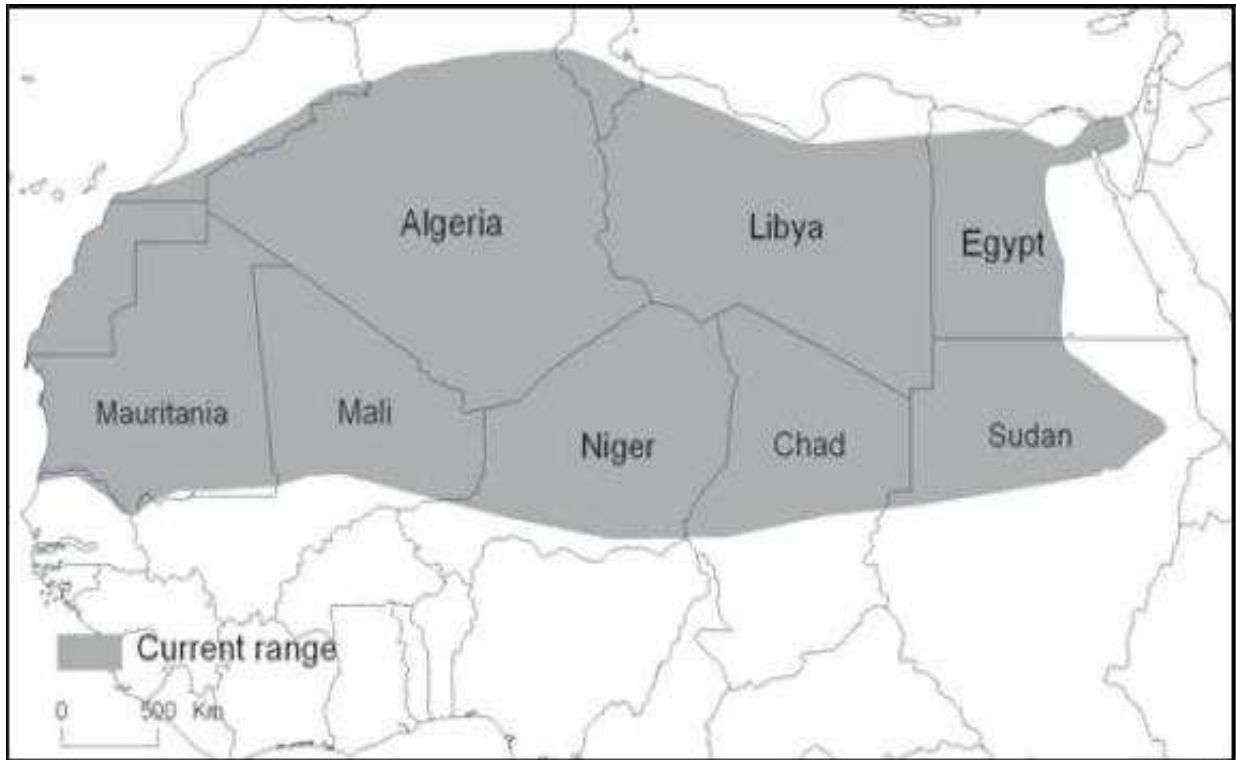 Algeria
Libya
Egypt
Mauritania
Mali
Niger
Chad
Sudan
Current range
0 500 Km